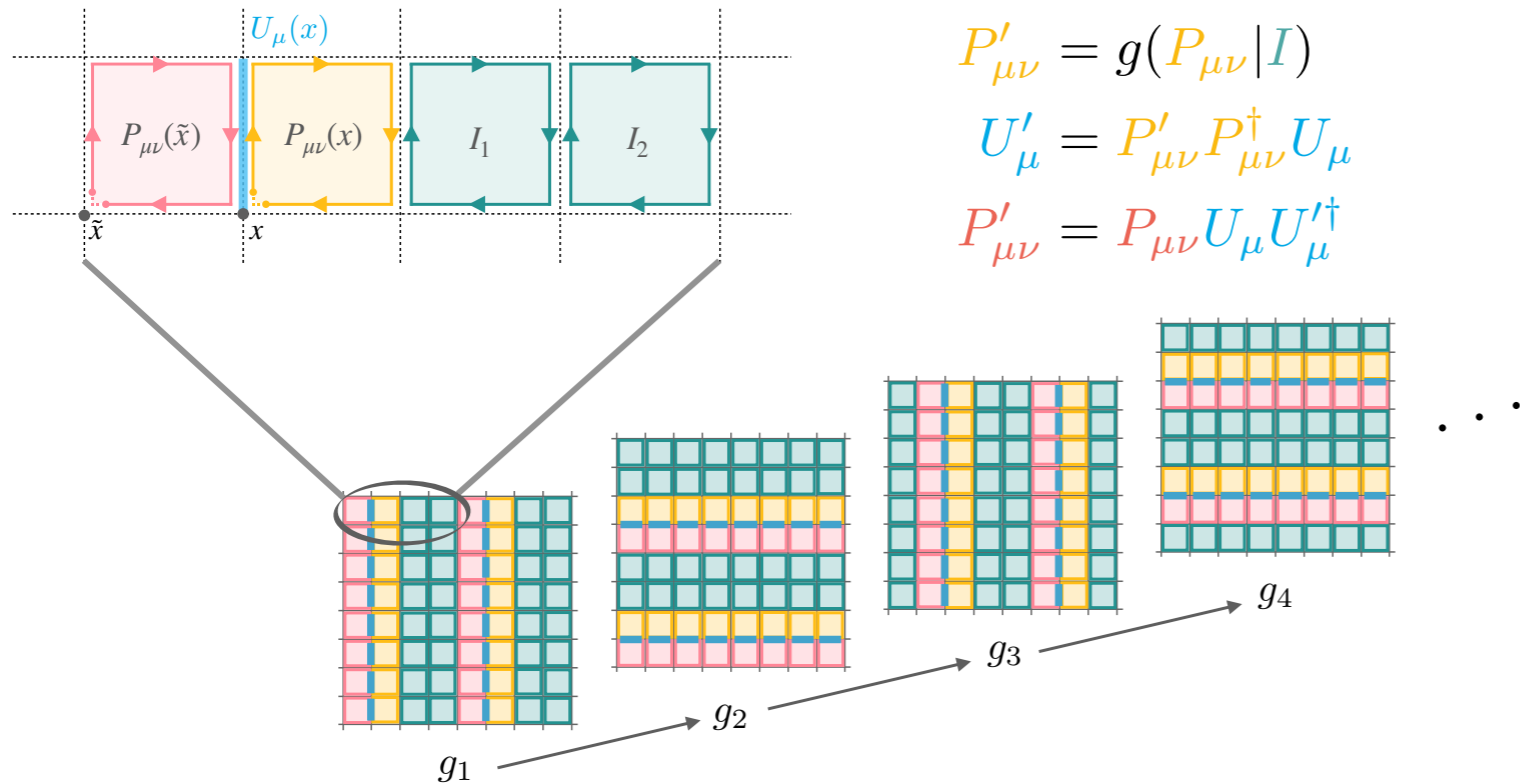 U_μ(x)
P_μν(x̃)
P_μν(x)
I_1
I_2
x̃
x
P′_μν = g(P_μν|I)
U′_μ = P′_μν P†_μν U_μ
P′_μν = P_μν U_μ U′†_μ
g_1
g_2
g_3
g_4
. . .